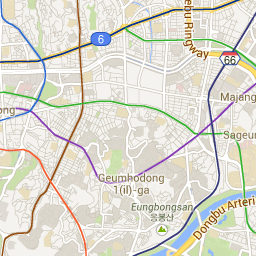 ebu Ringway
6
66
Majang
ong
Sageun
Geumhodong
1(il)-ga
Eungbongsan
응봉산
Dongbu Arteri